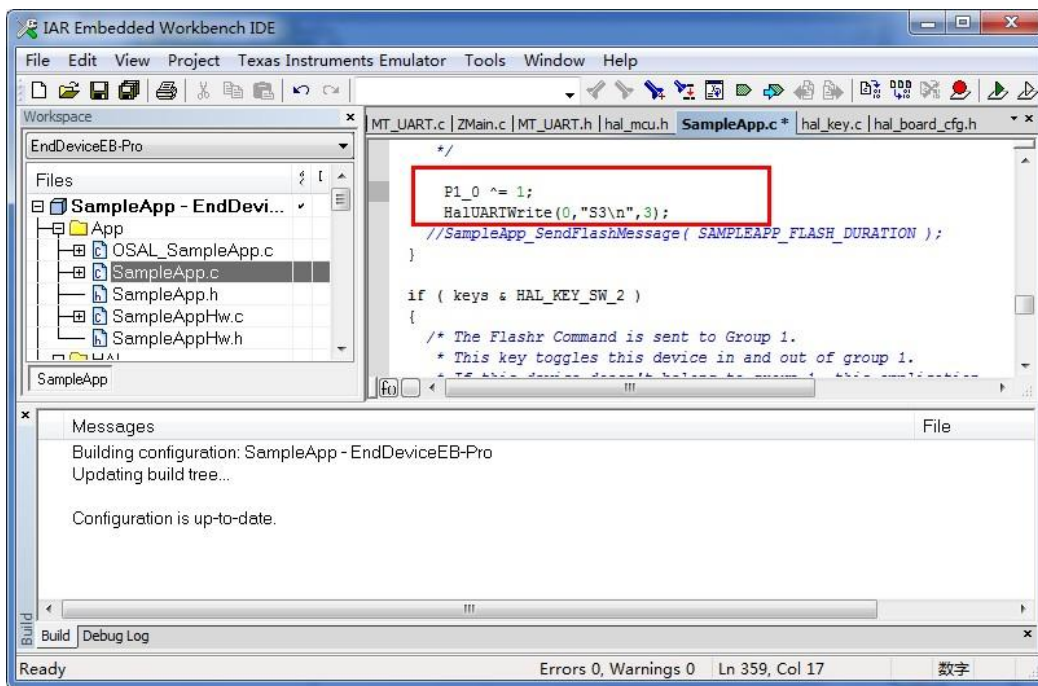 IAR Embedded Workbench IDE
File Edit View Project Texas Instruments Emulator Tools Window Help
Workspace
EndDeviceEB-Pro
Files
SampleApp - EndDevi...
App
OSAL_SampleApp.c
SampleApp.c
SampleApp.h
SampleAppHw.c
SampleAppHw.h
SampleApp
MT_UART.c | ZMain.c | MT_UART.h | hal_mcu.h SampleApp.c * hal_key.c | hal_board_cfg.h
*/
P1_0 ^= 1;
HalUARTWrite(0,"S3\n",3);
//SampleApp_SendFlashMessage( SAMPLEAPP_FLASH_DURATION );
}
if ( keys & HAL_KEY_SW_2 )
{
/* The Flashr Command is sent to Group 1.
* This key toggles this device in and out of group 1.
Messages File
Building configuration: SampleApp - EndDeviceEB-Pro
Updating build tree...
Configuration is up-to-date.
Build
Build Debug Log
Ready Errors 0, Warnings 0 Ln 359, Col 17 数字